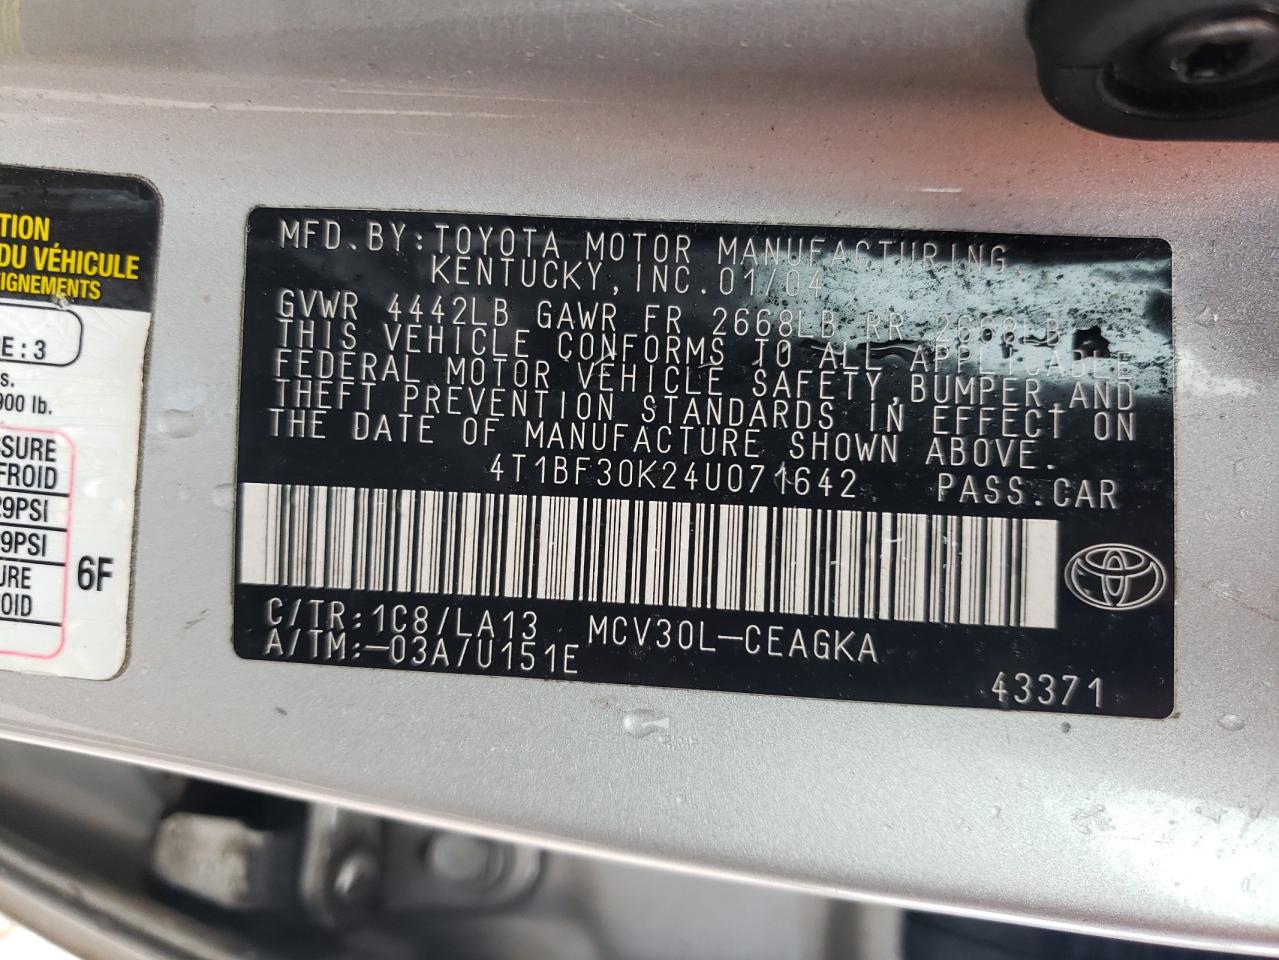 TION
DU VÉHICULE
IGNEMENTS
E : 3
s.
900 lb.
SSURE
FROID
29PSI
9PSI
URE
OID
6F
MFD.BY:TOYOTA MOTOR MANUFACTURING,
KENTUCKY,INC.01/04
GVWR 4442LB GAWR FR 2668LB RR 2668LB
THIS VEHICLE CONFORMS TO ALL APPLICABLE
FEDERAL MOTOR VEHICLE SAFETY,BUMPER,AND
THEFT PREVENTION STANDARDS IN EFFECT ON
THE DATE OF MANUFACTURE SHOWN ABOVE.
4T1BF30K24U071642 PASS.CAR
C/TR:1C8/LA13 MCV30L-CEAGKA
A/TM:-03A/U151E
43371